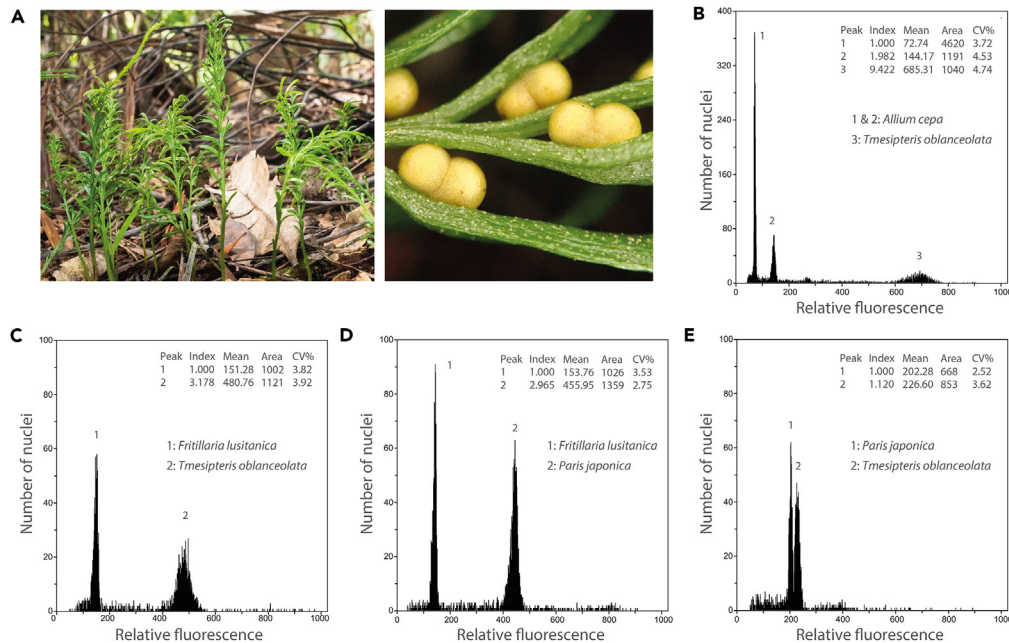 A
B
Peak Index Mean Area CV%
1 1.000 72.74 4620 3.72
2 1.982 144.17 1191 4.53
3 9.422 685.31 1040 4.74
1 & 2: Allium cepa
3: Tmesipteris oblanceolata
1
2
3
Number of nuclei
400
320
240
160
80
0
0 200 400 600 800 1000
Relative fluorescence
C
Peak Index Mean Area CV%
1 1.000 151.28 1002 3.82
2 3.178 480.76 1121 3.92
1: Fritillaria lusitanica
2: Tmesipteris oblanceolata
1
2
Number of nuclei
100
80
60
40
20
0
0 200 400 600 800 1000
Relative fluorescence
D
Peak Index Mean Area CV%
1 1.000 153.76 1026 3.53
2 2.965 455.95 1359 2.75
1: Fritillaria lusitanica
2: Paris japonica
1
2
Number of nuclei
100
80
60
40
20
0
0 200 400 600 800 1000
Relative fluorescence
E
Peak Index Mean Area CV%
1 1.000 202.28 668 2.52
2 1.120 226.60 853 3.62
1: Paris japonica
2: Tmesipteris oblanceolata
1
2
Number of nuclei
100
80
60
40
20
0
0 200 400 600 800 1000
Relative fluorescence